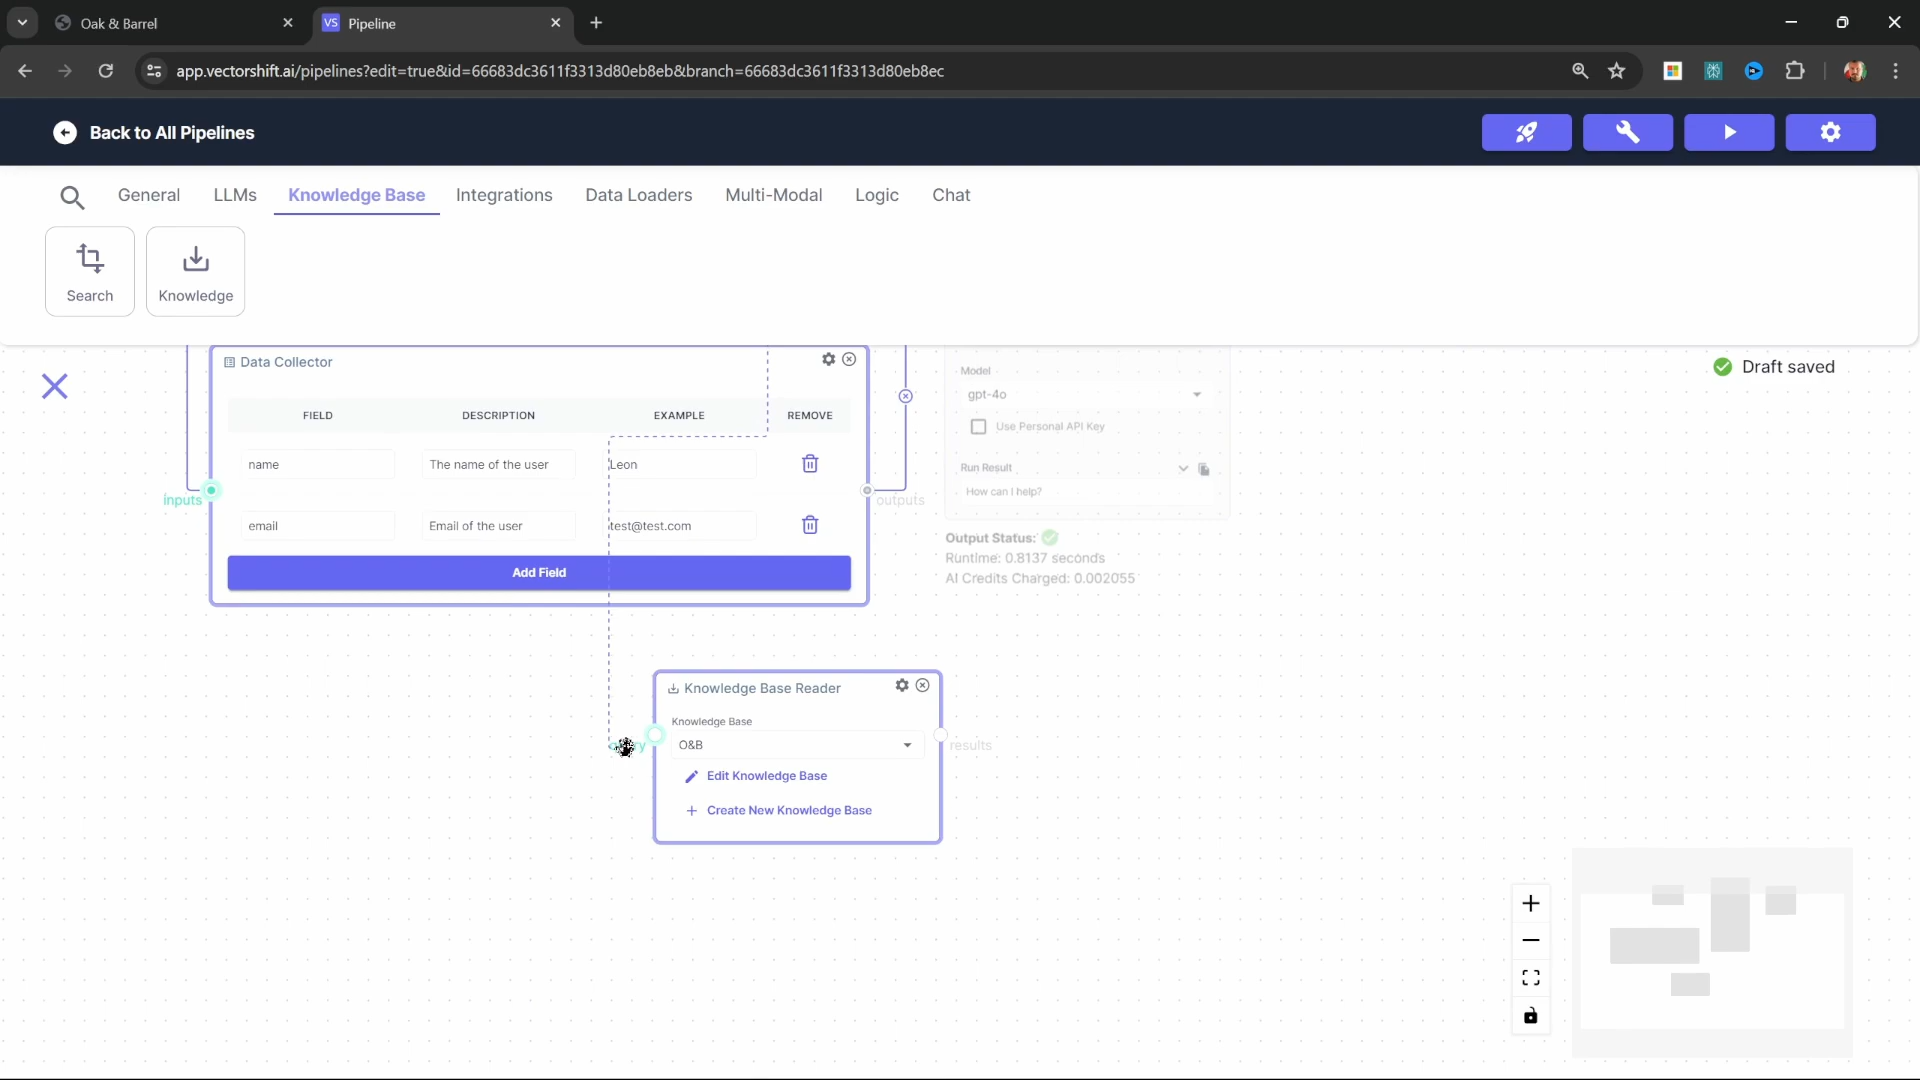 Oak & Barrel
VS Pipeline
app.vectorshift.ai/pipelines?edit=true&id=66683dc3611f3313d80eb8eb&branch=66683dc3611f3313d80eb8ec
Back to All Pipelines
General LLMs Knowledge Base Integrations Data Loaders Multi-Modal Logic Chat
Search Knowledge
Draft saved
Data Collector
FIELD DESCRIPTION EXAMPLE REMOVE
name The name of the user Leon
inputs
outputs
email Email of the user test@test.com
Add Field
Model
gpt-4o
Use Personal API Key
Run Result
How can I help?
Output Status:
Runtime: 0.8137 seconds
AI Credits Charged: 0.002055
Knowledge Base Reader
Knowledge Base
O&B
results
Edit Knowledge Base
Create New Knowledge Base